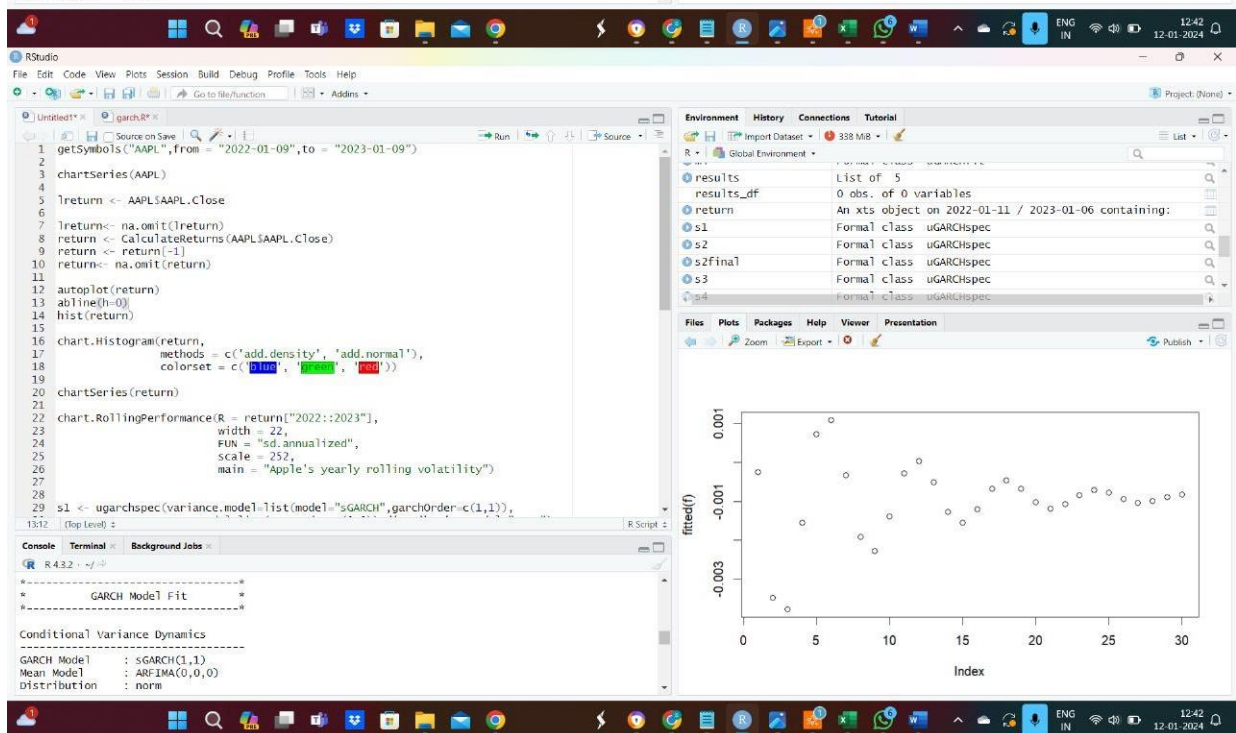 ENG
IN
12:42
12-01-2024
RStudio
File Edit Code View Plots Session Build Debug Profile Tools Help
Go to file/function Addins
Project: (None)
Untitled1* garch.R*
Source on Save Run Source
1 getSymbols("AAPL",from = "2022-01-09",to = "2023-01-09")
2
3 chartSeries(AAPL)
4
5 lreturn <- AAPL$AAPL.Close
6
7 lreturn<- na.omit(lreturn)
8 return <- CalculateReturns(AAPL$AAPL.Close)
9 return <- return[-1]
10 return<- na.omit(return)
11
12 autoplot(return)
13 abline(h=0)
14 hist(return)
15
16 chart.Histogram(return,
17 methods = c('add.density', 'add.normal'),
18 colorset = c('blue', 'green', 'red'))
19
20 chartSeries(return)
21
22 chart.RollingPerformance(R = return["2022::2023"],
23 width = 22,
24 FUN = "sd.annualized",
25 scale = 252,
26 main = "Apple's yearly rolling volatility")
27
28
29 s1 <- ugarchspec(variance.model=list(model="sGARCH",garchOrder=c(1,1)),
13:12 (Top Level) R Script
Console Terminal Background Jobs
R 4.3.2 · ~/
*---------------------------------*
* GARCH Model Fit *
*---------------------------------*
Conditional Variance Dynamics
-----------------------------------
GARCH Model : sGARCH(1,1)
Mean Model : ARFIMA(0,0,0)
Distribution : norm
Environment History Connections Tutorial
Import Dataset 338 MiB List
R Global Environment
results List of 5
results_df 0 obs. of 0 variables
return An xts object on 2022-01-11 / 2023-01-06 containing:
s1 Formal class uGARCHspec
s2 Formal class uGARCHspec
s2final Formal class uGARCHspec
s3 Formal class uGARCHspec
s4 Formal class uGARCHspec
Files Plots Packages Help Viewer Presentation
Zoom Export Publish
0.001
-0.001
-0.003
fitted(f)
0 5 10 15 20 25 30
Index
ENG
IN
12:42
12-01-2024